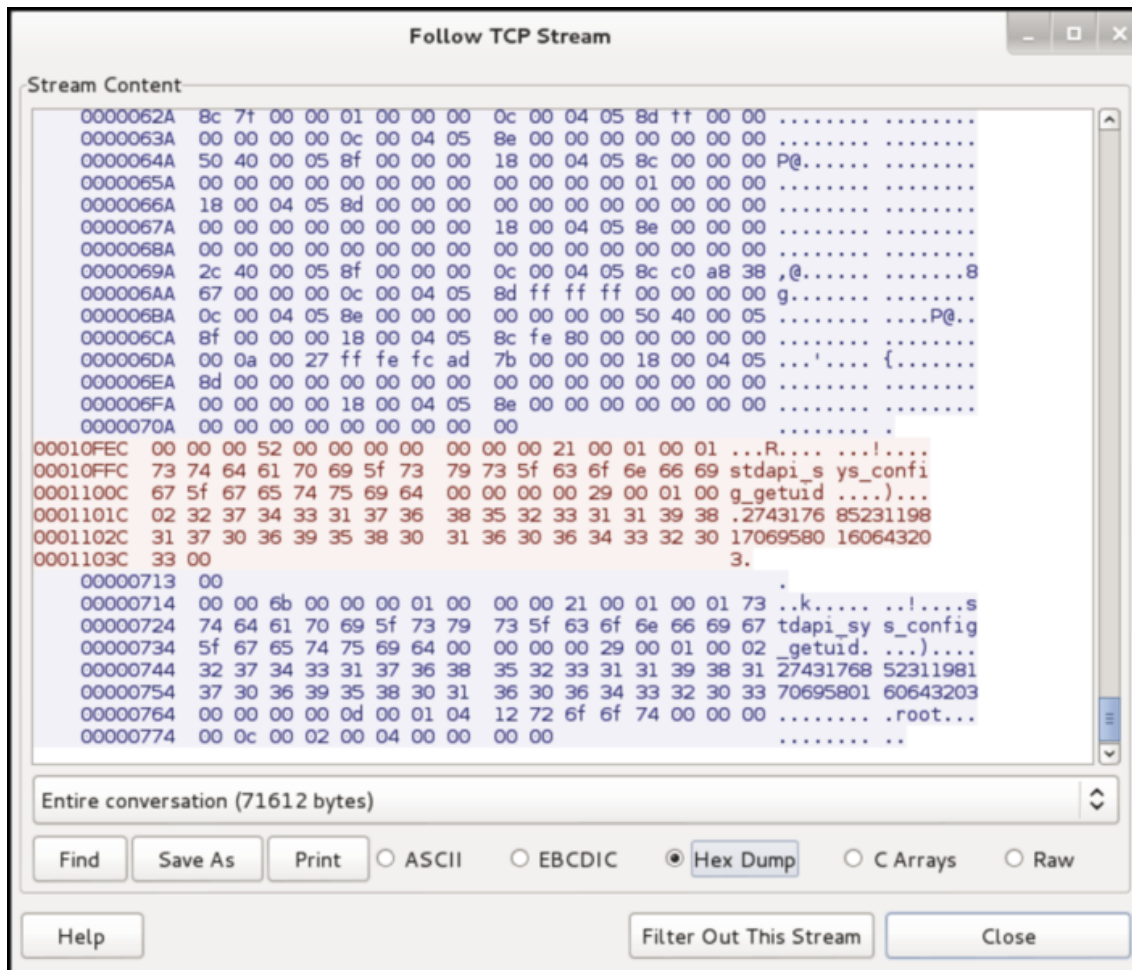 Follow TCP Stream
Stream Content
0000062A 8c 7f 00 00 01 00 00 00 0c 00 04 05 8d ff 00 00 ........ ........
0000063A 00 00 00 00 0c 00 04 05 8e 00 00 00 00 00 00 00 ........ ........
0000064A 50 40 00 05 8f 00 00 00 18 00 04 05 8c 00 00 00 P@...... ........
0000065A 00 00 00 00 00 00 00 00 00 00 00 00 01 00 00 00 ........ ........
0000066A 18 00 04 05 8d 00 00 00 00 00 00 00 00 00 00 00 ........ ........
0000067A 00 00 00 00 00 00 00 00 18 00 04 05 8e 00 00 00 ........ ........
0000068A 00 00 00 00 00 00 00 00 00 00 00 00 00 00 00 00 ........ ........
0000069A 2c 40 00 05 8f 00 00 00 0c 00 04 05 8c c0 a8 38 ,@...... .......8
000006AA 67 00 00 00 0c 00 04 05 8d ff ff ff 00 00 00 00 g....... ........
000006BA 0c 00 04 05 8e 00 00 00 00 00 00 00 50 40 00 05 ........ ....P@..
000006CA 8f 00 00 00 18 00 04 05 8c fe 80 00 00 00 00 00 ........ ........
000006DA 00 0a 00 27 ff fe fc ad 7b 00 00 00 18 00 04 05 ...'.... {.......
000006EA 8d 00 00 00 00 00 00 00 00 00 00 00 00 00 00 00 ........ ........
000006FA 00 00 00 00 18 00 04 05 8e 00 00 00 00 00 00 00 ........ ........
0000070A 00 00 00 00 00 00 00 00 00 ........ .
00010FEC 00 00 00 52 00 00 00 00 00 00 00 21 00 01 00 01 ...R.... ...!....
00010FFC 73 74 64 61 70 69 5f 73 79 73 5f 63 6f 6e 66 69 stdapi_s ys_confi
0001100C 67 5f 67 65 74 75 69 64 00 00 00 00 29 00 01 00 g_getuid ....)...
0001101C 02 32 37 34 33 31 37 36 38 35 32 33 31 31 39 38 .2743176 85231198
0001102C 31 37 30 36 39 35 38 30 31 36 30 36 34 33 32 30 17069580 16064320
0001103C 33 00 3.
00000713 00 .
00000714 00 00 6b 00 00 00 01 00 00 00 21 00 01 00 01 73 ..k..... ..!....s
00000724 74 64 61 70 69 5f 73 79 73 5f 63 6f 6e 66 69 67 tdapi_sy s_config
00000734 5f 67 65 74 75 69 64 00 00 00 00 29 00 01 00 02 _getuid. ...)....
00000744 32 37 34 33 31 37 36 38 35 32 33 31 31 39 38 31 27431768 52311981
00000754 37 30 36 39 35 38 30 31 36 30 36 34 33 32 30 33 70695801 60643203
00000764 00 00 00 00 0d 00 01 04 12 72 6f 6f 74 00 00 00 ........ .root...
00000774 00 0c 00 02 00 04 00 00 00 00 ........ ..
Entire conversation (71612 bytes)
Find Save As Print ASCII EBCDIC Hex Dump C Arrays Raw
Help Filter Out This Stream Close